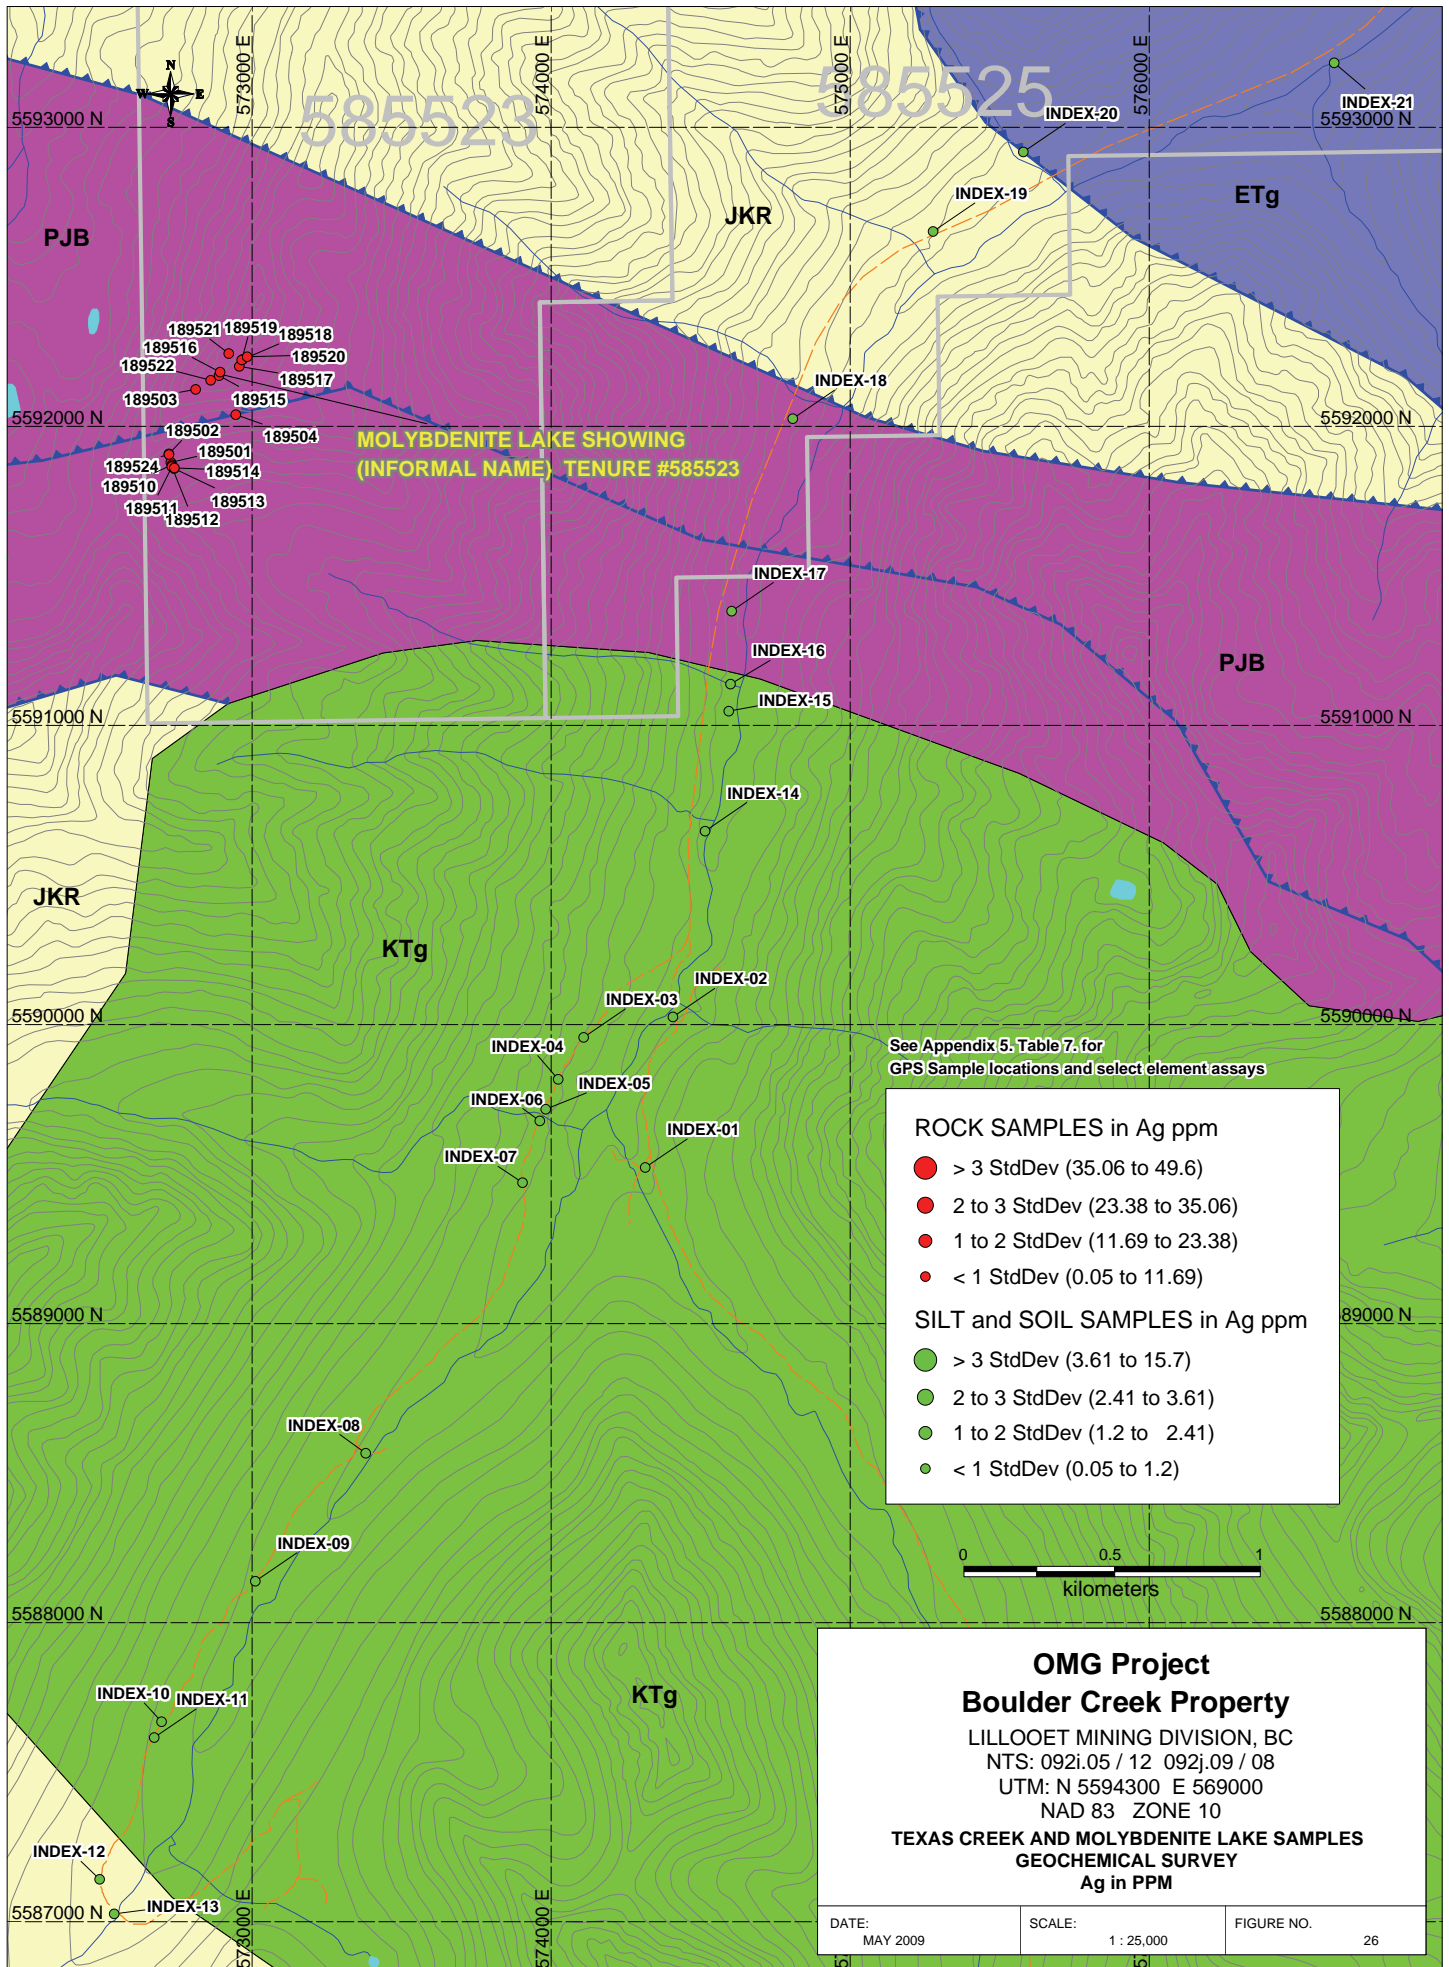 573000 E
574000 E
575000 E
576000 E
N
W
E
S
585523
585525
INDEX-21
INDEX-20
5593000 N
5593000 N
INDEX-19
ETg
JKR
PJB
189519
189521
189518
189516
189520
189522
189517
INDEX-18
189503
189515
5592000 N
5592000 N
189502
189504
MOLYBDENITE LAKE SHOWING
(INFORMAL NAME) TENURE #585523
189501
189524
189514
189510
189513
189511
189512
INDEX-17
INDEX-16
PJB
INDEX-15
5591000 N
5591000 N
INDEX-14
JKR
KTg
INDEX-02
INDEX-03
5590000 N
5590000 N
INDEX-04
See Appendix 5. Table 7. for
GPS Sample locations and select element assays
INDEX-05
INDEX-06
INDEX-01
INDEX-07
ROCK SAMPLES in Ag ppm
> 3 StdDev (35.06 to 49.6)
2 to 3 StdDev (23.38 to 35.06)
1 to 2 StdDev (11.69 to 23.38)
< 1 StdDev (0.05 to 11.69)
SILT and SOIL SAMPLES in Ag ppm
5589000 N
89000 N
> 3 StdDev (3.61 to 15.7)
2 to 3 StdDev (2.41 to 3.61)
1 to 2 StdDev (1.2 to 2.41)
< 1 StdDev (0.05 to 1.2)
INDEX-08
INDEX-09
0 0.5 1
kilometers
5588000 N
5588000 N
OMG Project
Boulder Creek Property
LILLOOET MINING DIVISION, BC
NTS: 092i.05 / 12 092j.09 / 08
UTM: N 5594300 E 569000
NAD 83 ZONE 10
TEXAS CREEK AND MOLYBDENITE LAKE SAMPLES
GEOCHEMICAL SURVEY
Ag in PPM
DATE:
MAY 2009
SCALE:
1 : 25,000
FIGURE NO.
26
KTg
INDEX-10
INDEX-11
INDEX-12
INDEX-13
5587000 N
573000 E
574000 E